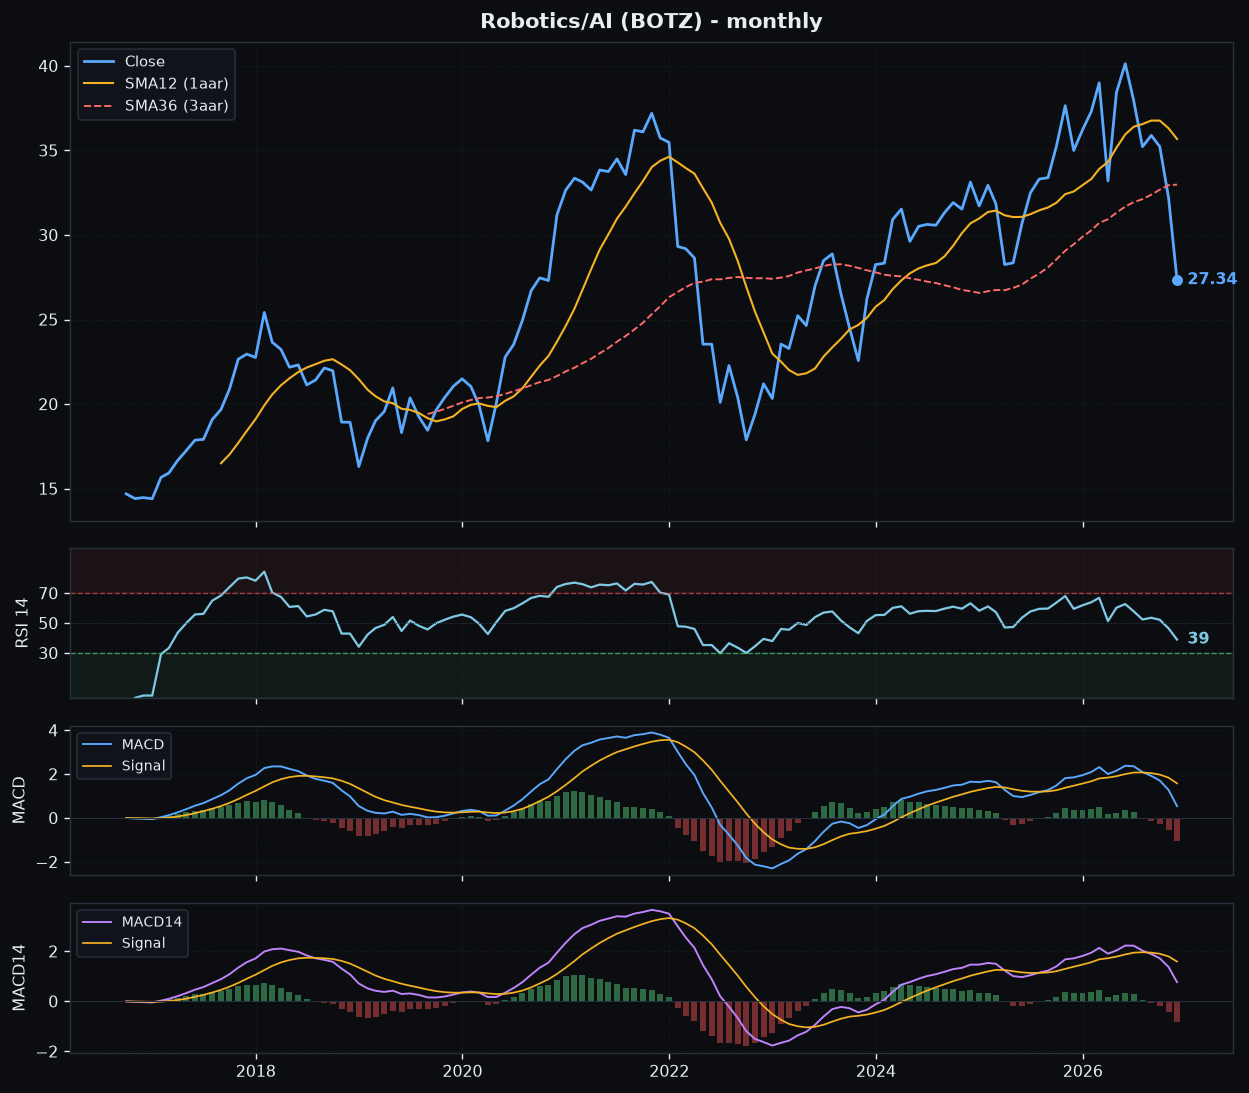 Robotics/AI (BOTZ) - monthly
Close
SMA12 (1aar)
SMA36 (3aar)
40
35
30
25
20
15
27.34
RSI 14
70
50
30
39
MACD
MACD
Signal
4
2
0
−2
MACD14
MACD14
Signal
2
0
−2
2018
2020
2022
2024
2026